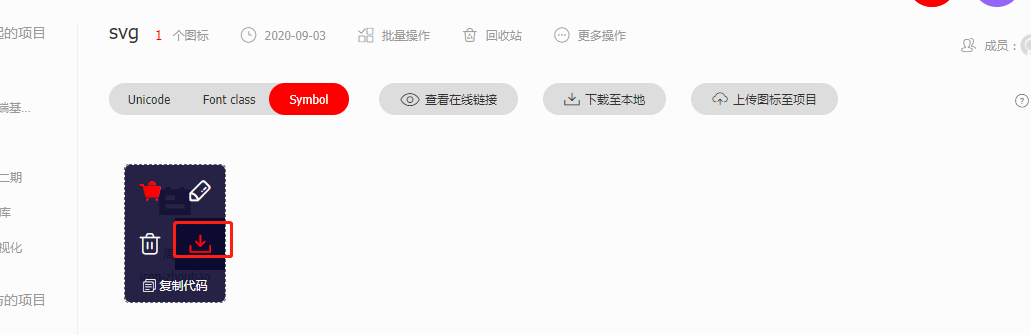 起的项目
svg 1 个图标 2020-09-03 批量操作 回收站 更多操作
成员：
Unicode Font class Symbol 查看在线链接 下载至本地 上传图标至项目
端基...
二期
库
视化
的项目
复制代码